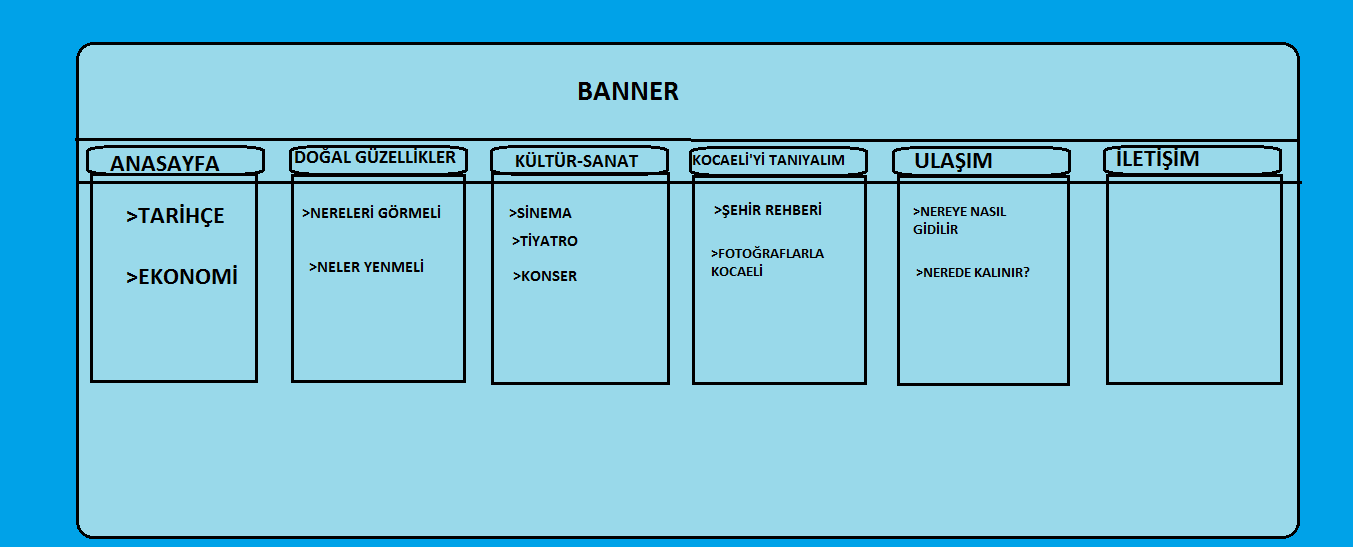 BANNER
ANASAYFA
DOĞAL GÜZELLİKLER
KÜLTÜR-SANAT
KOCAELİ'Yİ TANIYALIM
ULAŞIM
İLETİŞİM
>TARİHÇE
>EKONOMİ
>NERELERİ GÖRMELİ
>NELER YENMELİ
>SİNEMA
>TİYATRO
>KONSER
>ŞEHİR REHBERİ
>FOTOĞRAFLARLA
KOCAELİ
>NEREYE NASIL
GİDİLİR
>NEREDE KALINIR?